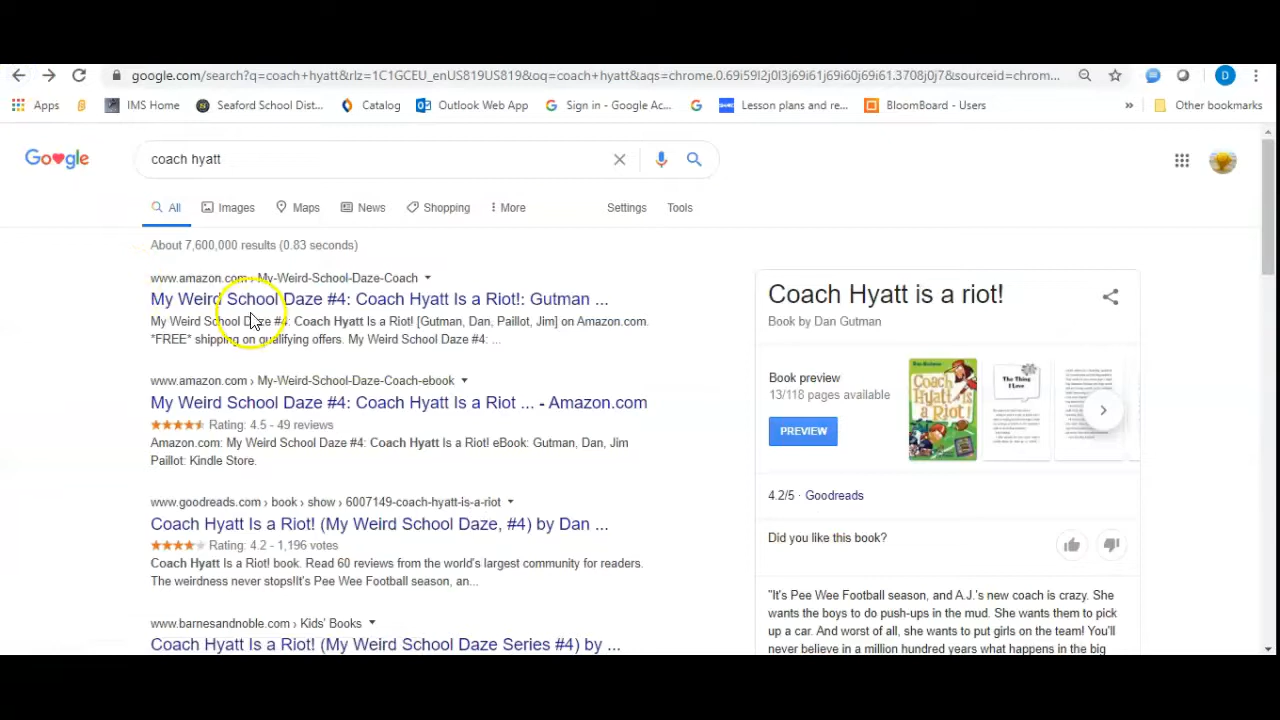 google.com/search?q=coach+hyatt&rlz=1C1GCEU_enUS819US819&oq=coach+hyatt&aqs=chrome.0.69i59l2j0l3j69i61j69i60j69i61.3708j0j7&sourceid=chrom...
D
Apps
IMS Home
Seaford School Dist...
Catalog
Outlook Web App
Sign in - Google Ac...
Lesson plans and re...
BloomBoard - Users
»
Other bookmarks
coach hyatt
All
Images
Maps
News
Shopping
More
Settings
Tools
About 7,600,000 results (0.83 seconds)
www.amazon.com › My-Weird-School-Daze-Coach
My Weird School Daze #4: Coach Hyatt Is a Riot!: Gutman ...
My Weird School Daze #4: Coach Hyatt Is a Riot! [Gutman, Dan, Paillot, Jim] on Amazon.com.
*FREE* shipping on qualifying offers. My Weird School Daze #4: ...
www.amazon.com › My-Weird-School-Daze-Coach-ebook
My Weird School Daze #4: Coach Hyatt Is a Riot ... - Amazon.com
Rating: 4.5 - 49 reviews
Amazon.com: My Weird School Daze #4: Coach Hyatt Is a Riot! eBook: Gutman, Dan, Jim
Paillot: Kindle Store.
www.goodreads.com › book › show › 6007149-coach-hyatt-is-a-riot
Coach Hyatt Is a Riot! (My Weird School Daze, #4) by Dan ...
Rating: 4.2 - 1,196 votes
Coach Hyatt Is a Riot! book. Read 60 reviews from the world's largest community for readers.
The weirdness never stops!It's Pee Wee Football season, an...
www.barnesandnoble.com › Kids' Books
Coach Hyatt Is a Riot! (My Weird School Daze Series #4) by ...
Coach Hyatt is a riot!
Book by Dan Gutman
Book preview
13/118 pages available
PREVIEW
Coach
Hyatt
is a
Riot!
The Thing
I Love
4.2/5 · Goodreads
Did you like this book?
"It's Pee Wee Football season, and A.J.'s new coach is crazy. She
wants the boys to do push-ups in the mud. She wants them to pick
up a car. And worst of all, she wants to put girls on the team! You'll
never believe in a million hundred years what happens in the big